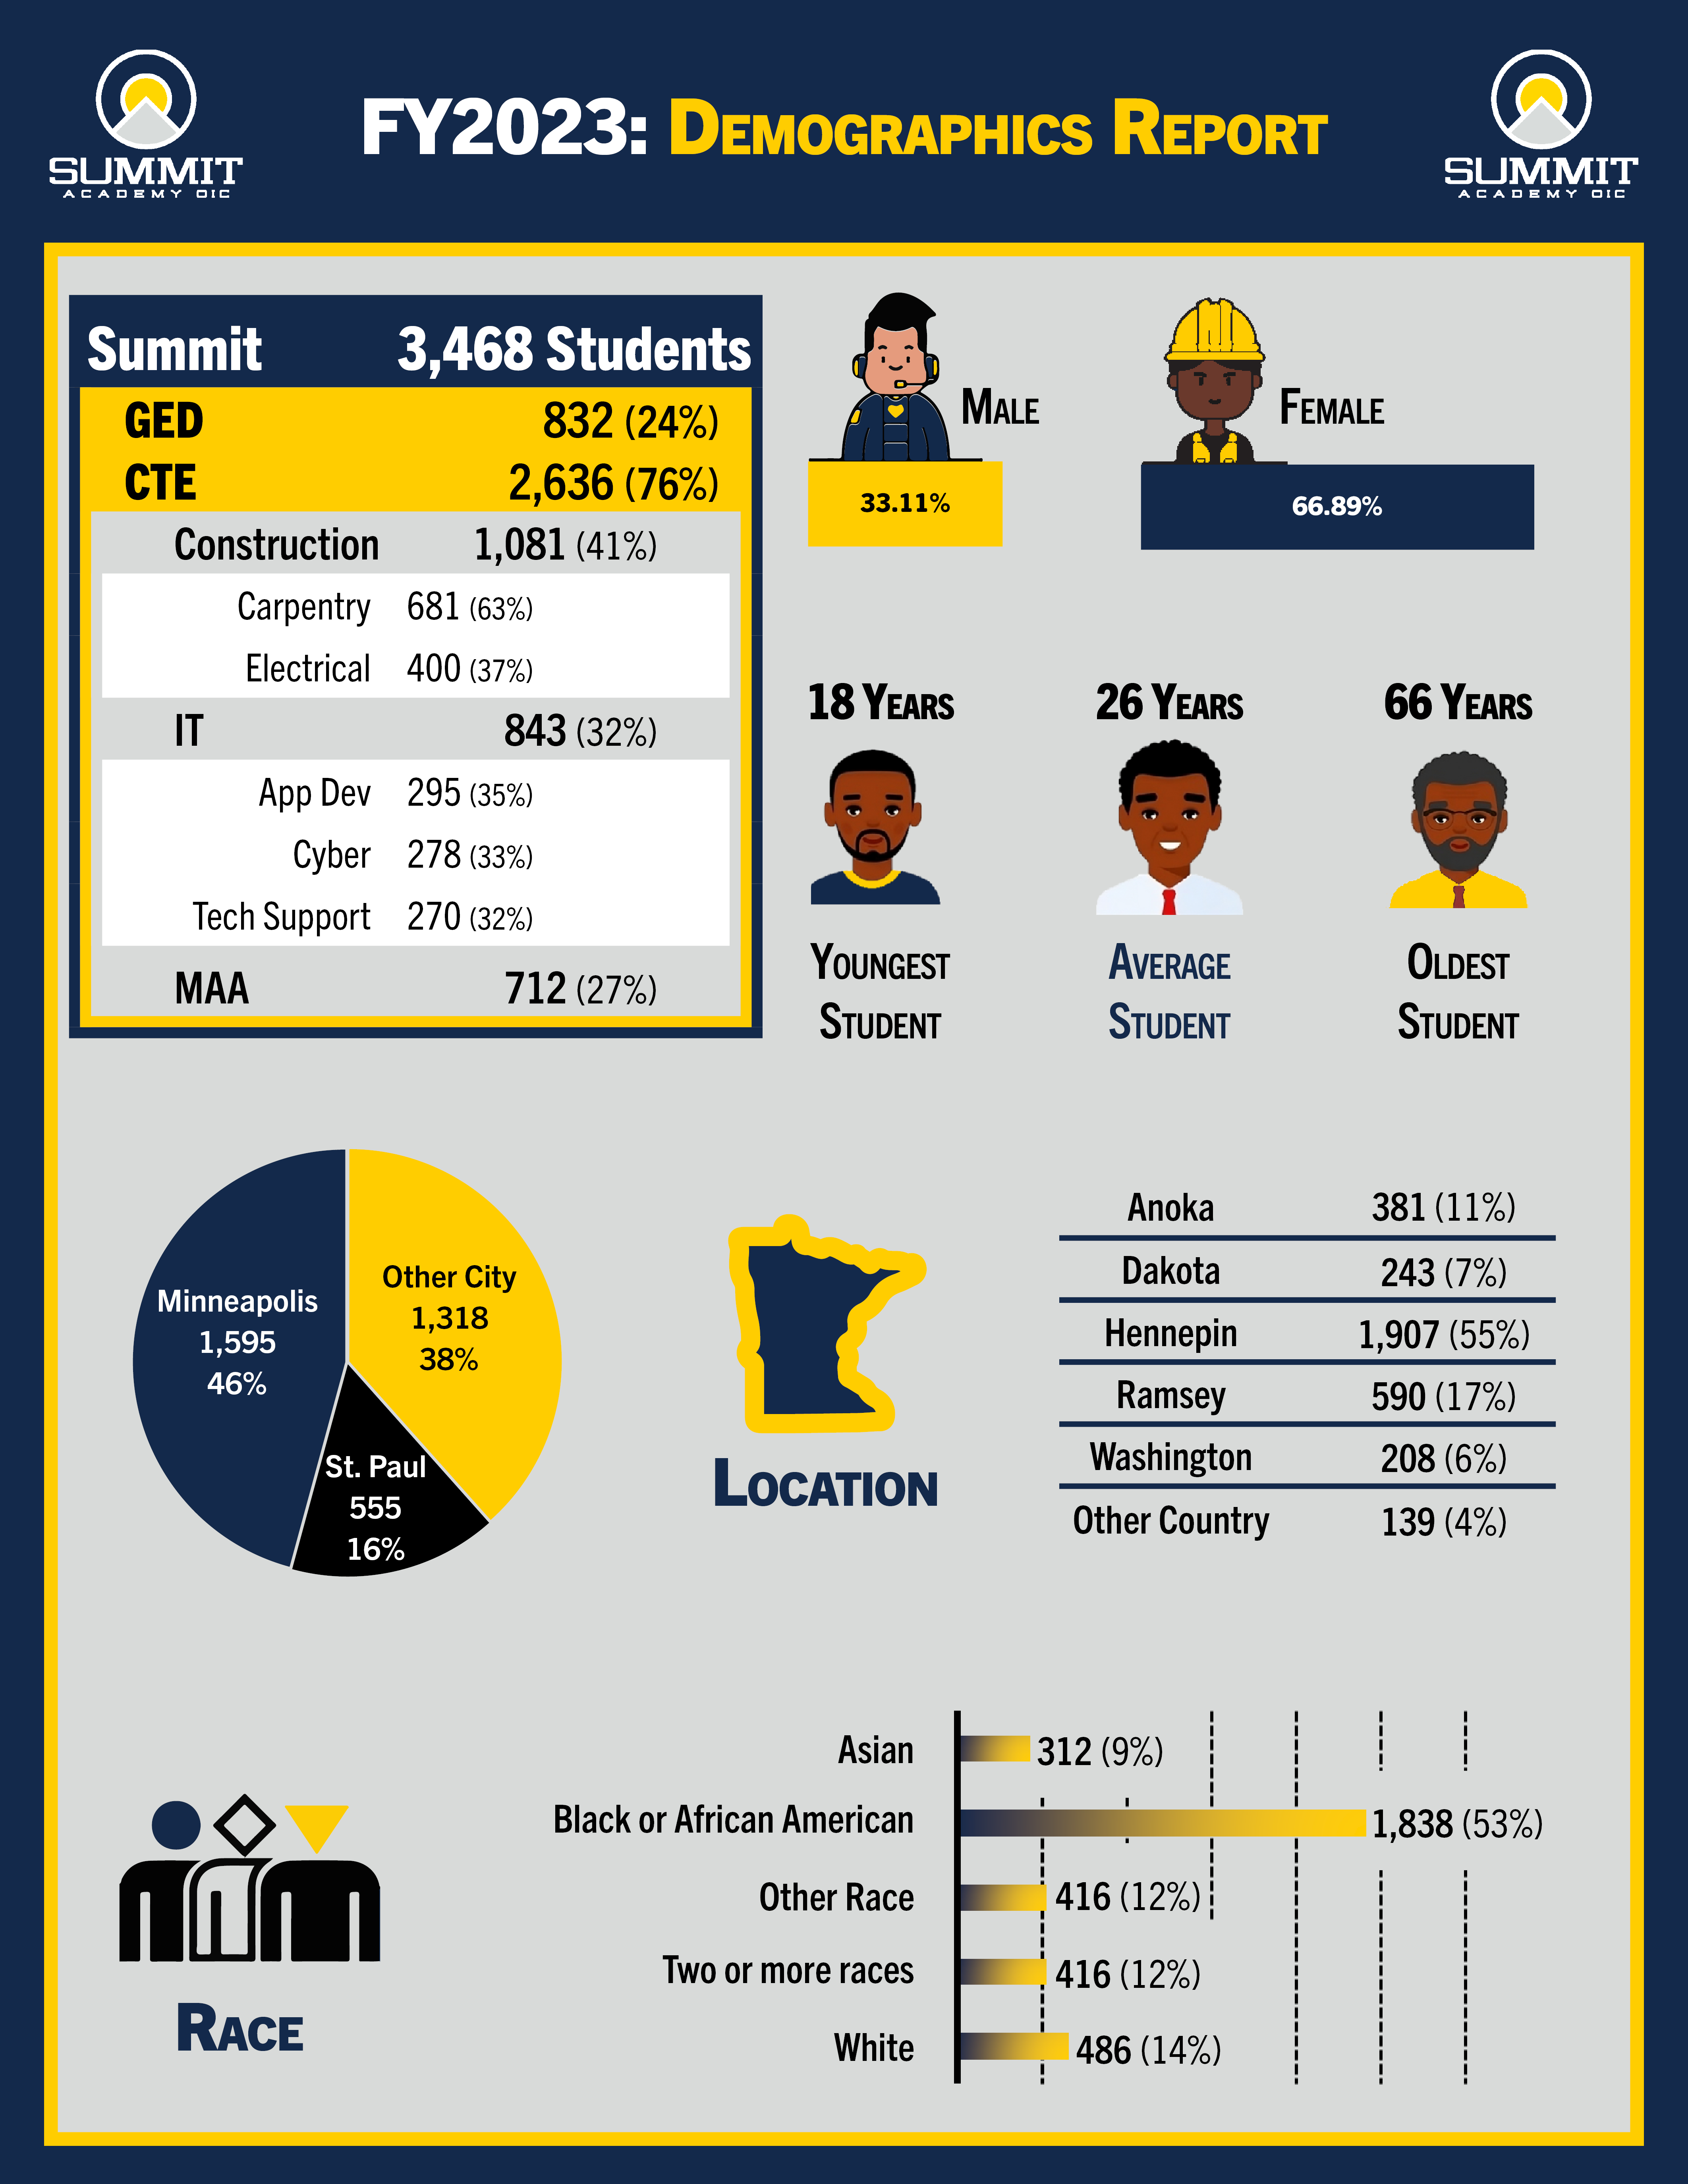 SUMMIT
ACADEMY OIC
FY2023: DEMOGRAPHICS REPORT
SUMMIT
ACADEMY OIC
Summit 3,468 Students
GED 832 (24%)
CTE 2,636 (76%)
Construction 1,081 (41%)
Carpentry 681 (63%)
Electrical 400 (37%)
IT 843 (32%)
App Dev 295 (35%)
Cyber 278 (33%)
Tech Support 270 (32%)
MAA 712 (27%)
MALE
33.11%
FEMALE
66.89%
18 YEARS
YOUNGEST
STUDENT
26 YEARS
AVERAGE
STUDENT
66 YEARS
OLDEST
STUDENT
Minneapolis
1,595
46%
Other City
1,318
38%
St. Paul
555
16%
LOCATION
Anoka 381 (11%)
Dakota 243 (7%)
Hennepin 1,907 (55%)
Ramsey 590 (17%)
Washington 208 (6%)
Other Country 139 (4%)
RACE
Asian 312 (9%)
Black or African American 1,838 (53%)
Other Race 416 (12%)
Two or more races 416 (12%)
White 486 (14%)